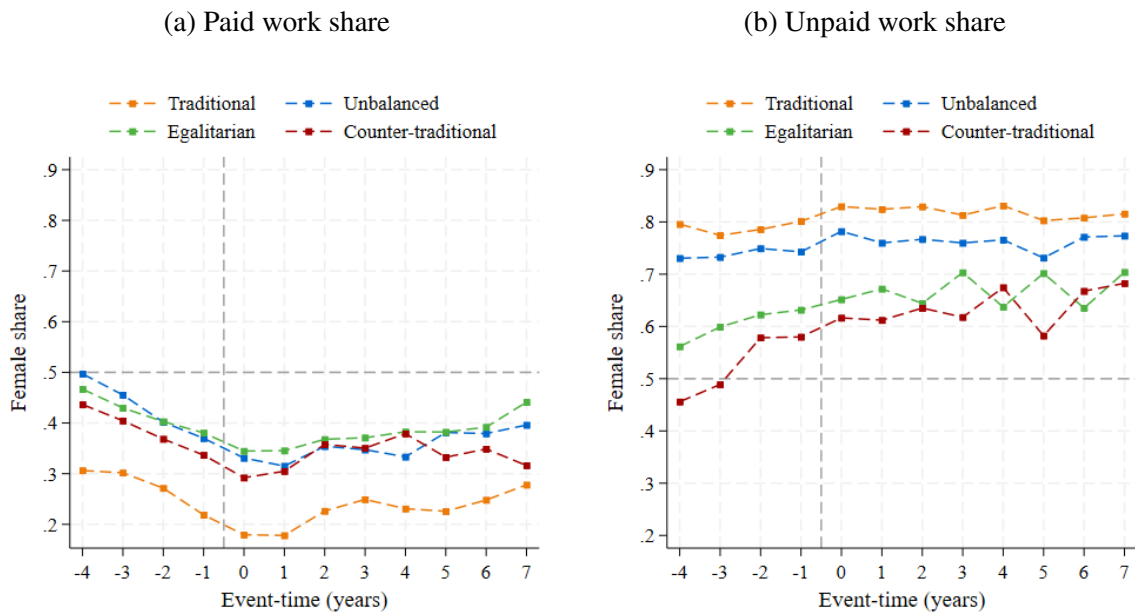 (a) Paid work share
Traditional Unbalanced
Egalitarian Counter-traditional
.9
.8
.7
.6
.5
.4
.3
.2
Female share
-4 -3 -2 -1 0 1 2 3 4 5 6 7
Event-time (years)
(b) Unpaid work share
Traditional Unbalanced
Egalitarian Counter-traditional
.9
.8
.7
.6
.5
.4
.3
.2
Female share
-4 -3 -2 -1 0 1 2 3 4 5 6 7
Event-time (years)